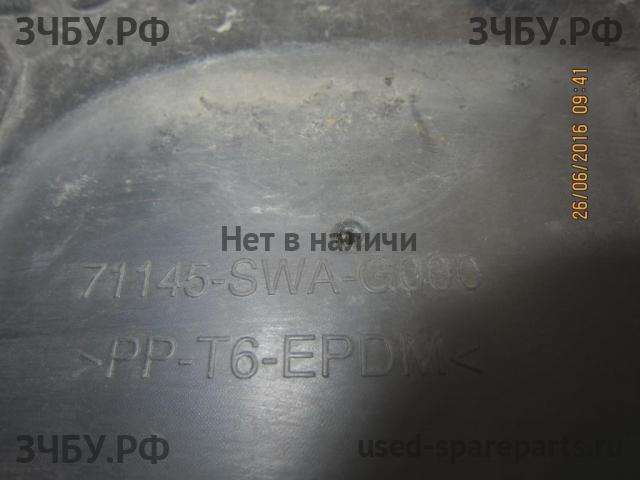 ЗЧБУ.РФ ЗЧБУ.РФ
26/06/2016 09:41
Нет в наличи
71145-SWA-G000
>PP-T6-EPDM<
ЗЧБУ.РФ used-spareparts.ru